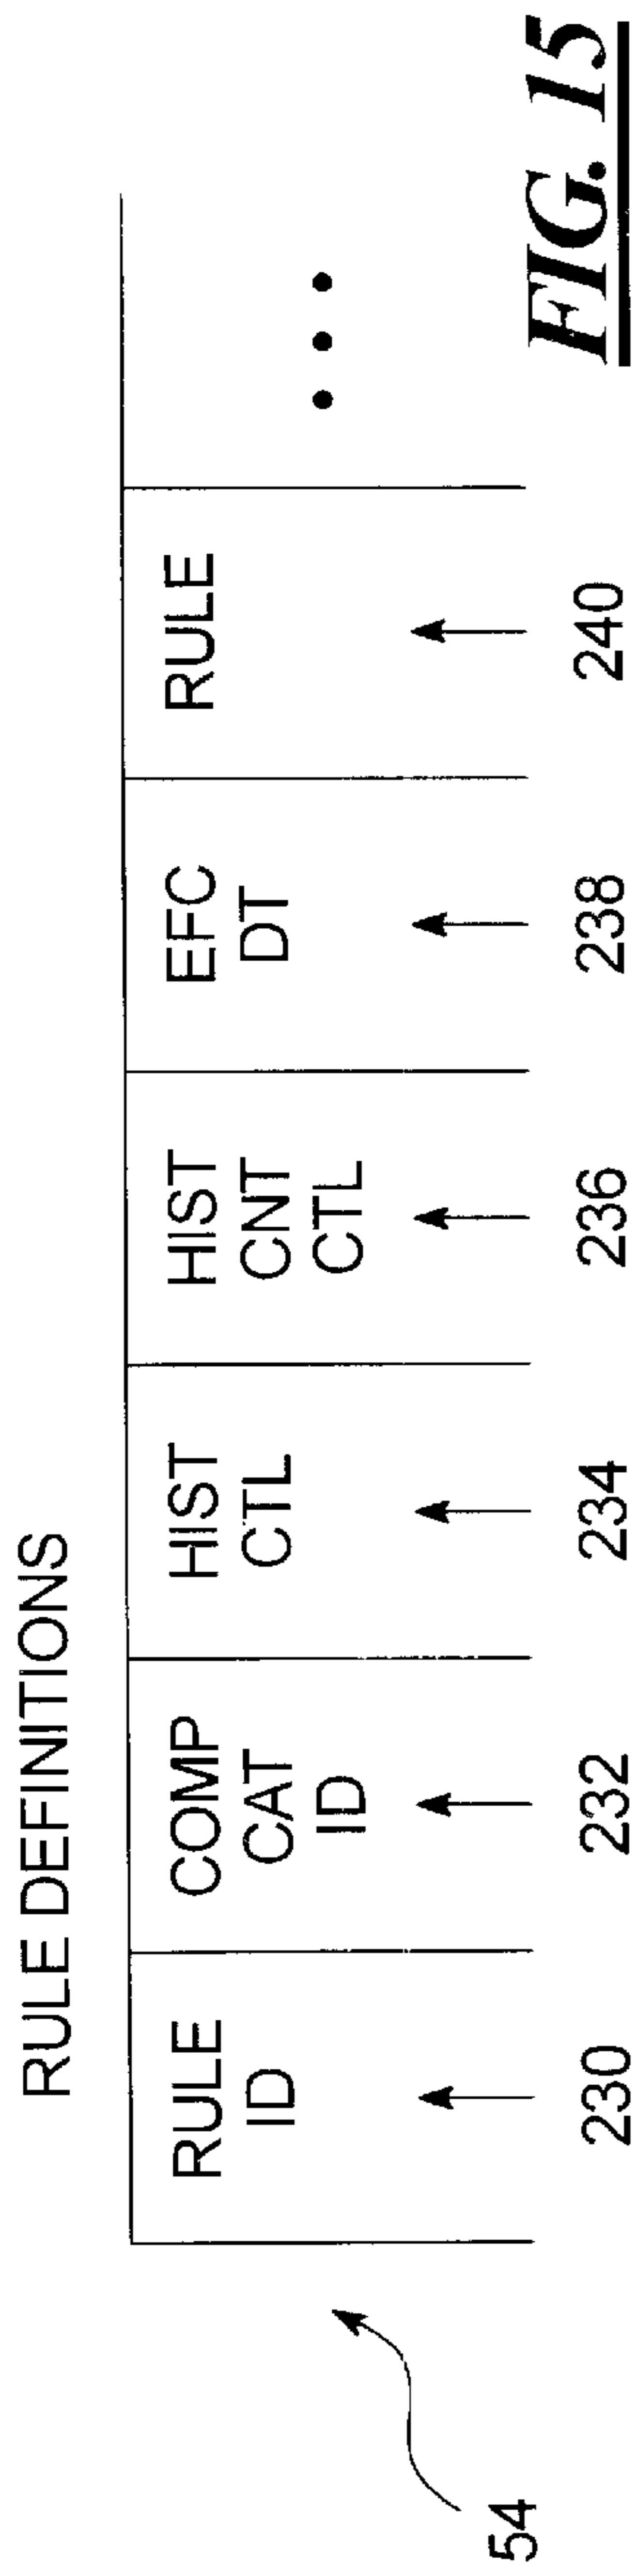 RULE DEFINITIONS
RULE
ID
COMP
CAT
ID
HIST
CTL
HIST
CNT
CTL
EFC
DT
RULE
• • •
54
230
232
234
236
238
240
FIG. 15